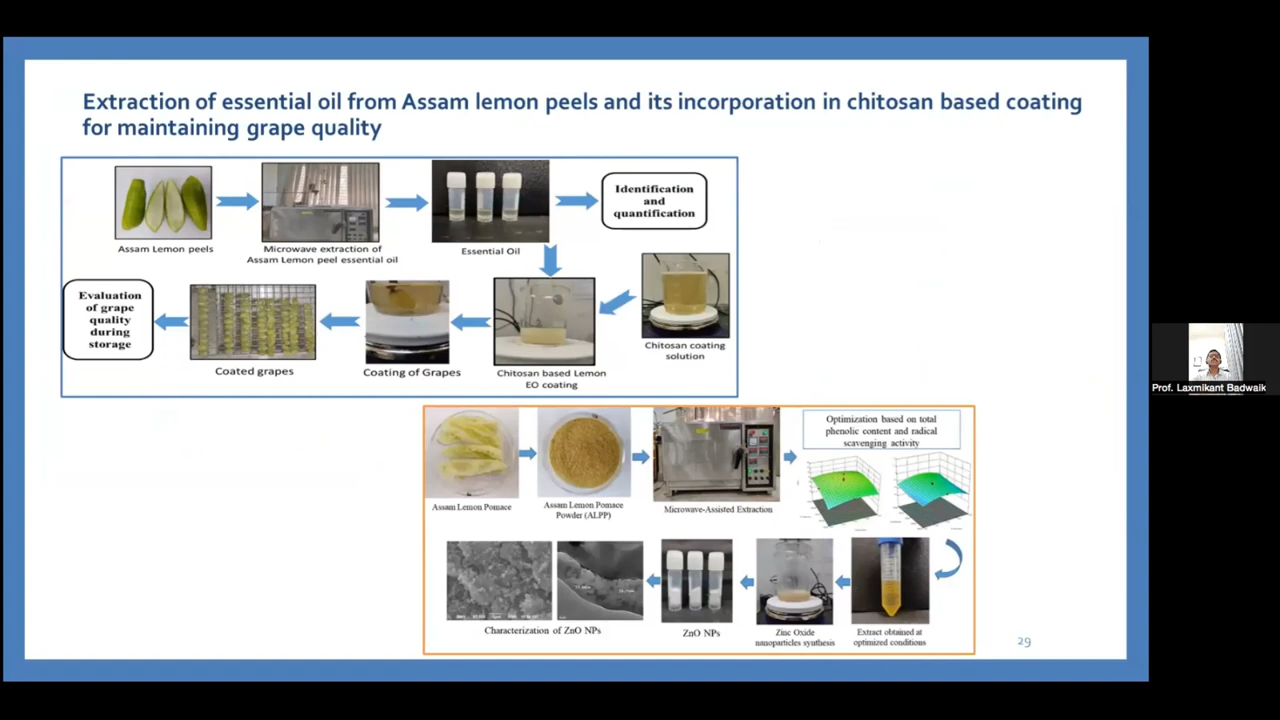 Extraction of essential oil from Assam lemon peels and its incorporation in chitosan based coating
for maintaining grape quality
Assam Lemon peels
Microwave extraction of
Assam Lemon peel essential oil
Essential Oil
Identification
and
quantification
Evaluation
of grape
quality
during
storage
Coated grapes
Coating of Grapes
Chitosan based Lemon
EO coating
Chitosan coating
solution
Assam Lemon Pomace
Assam Lemon Pomace
Powder (ALPP)
Microwave-Assisted Extraction
Optimization based on total
phenolic content and radical
scavenging activity
Characterization of ZnO NPs
ZnO NPs
Zinc Oxide
nanoparticles synthesis
Extract obtained at
optimized conditions
29
Prof. Laxmikant Badwaik